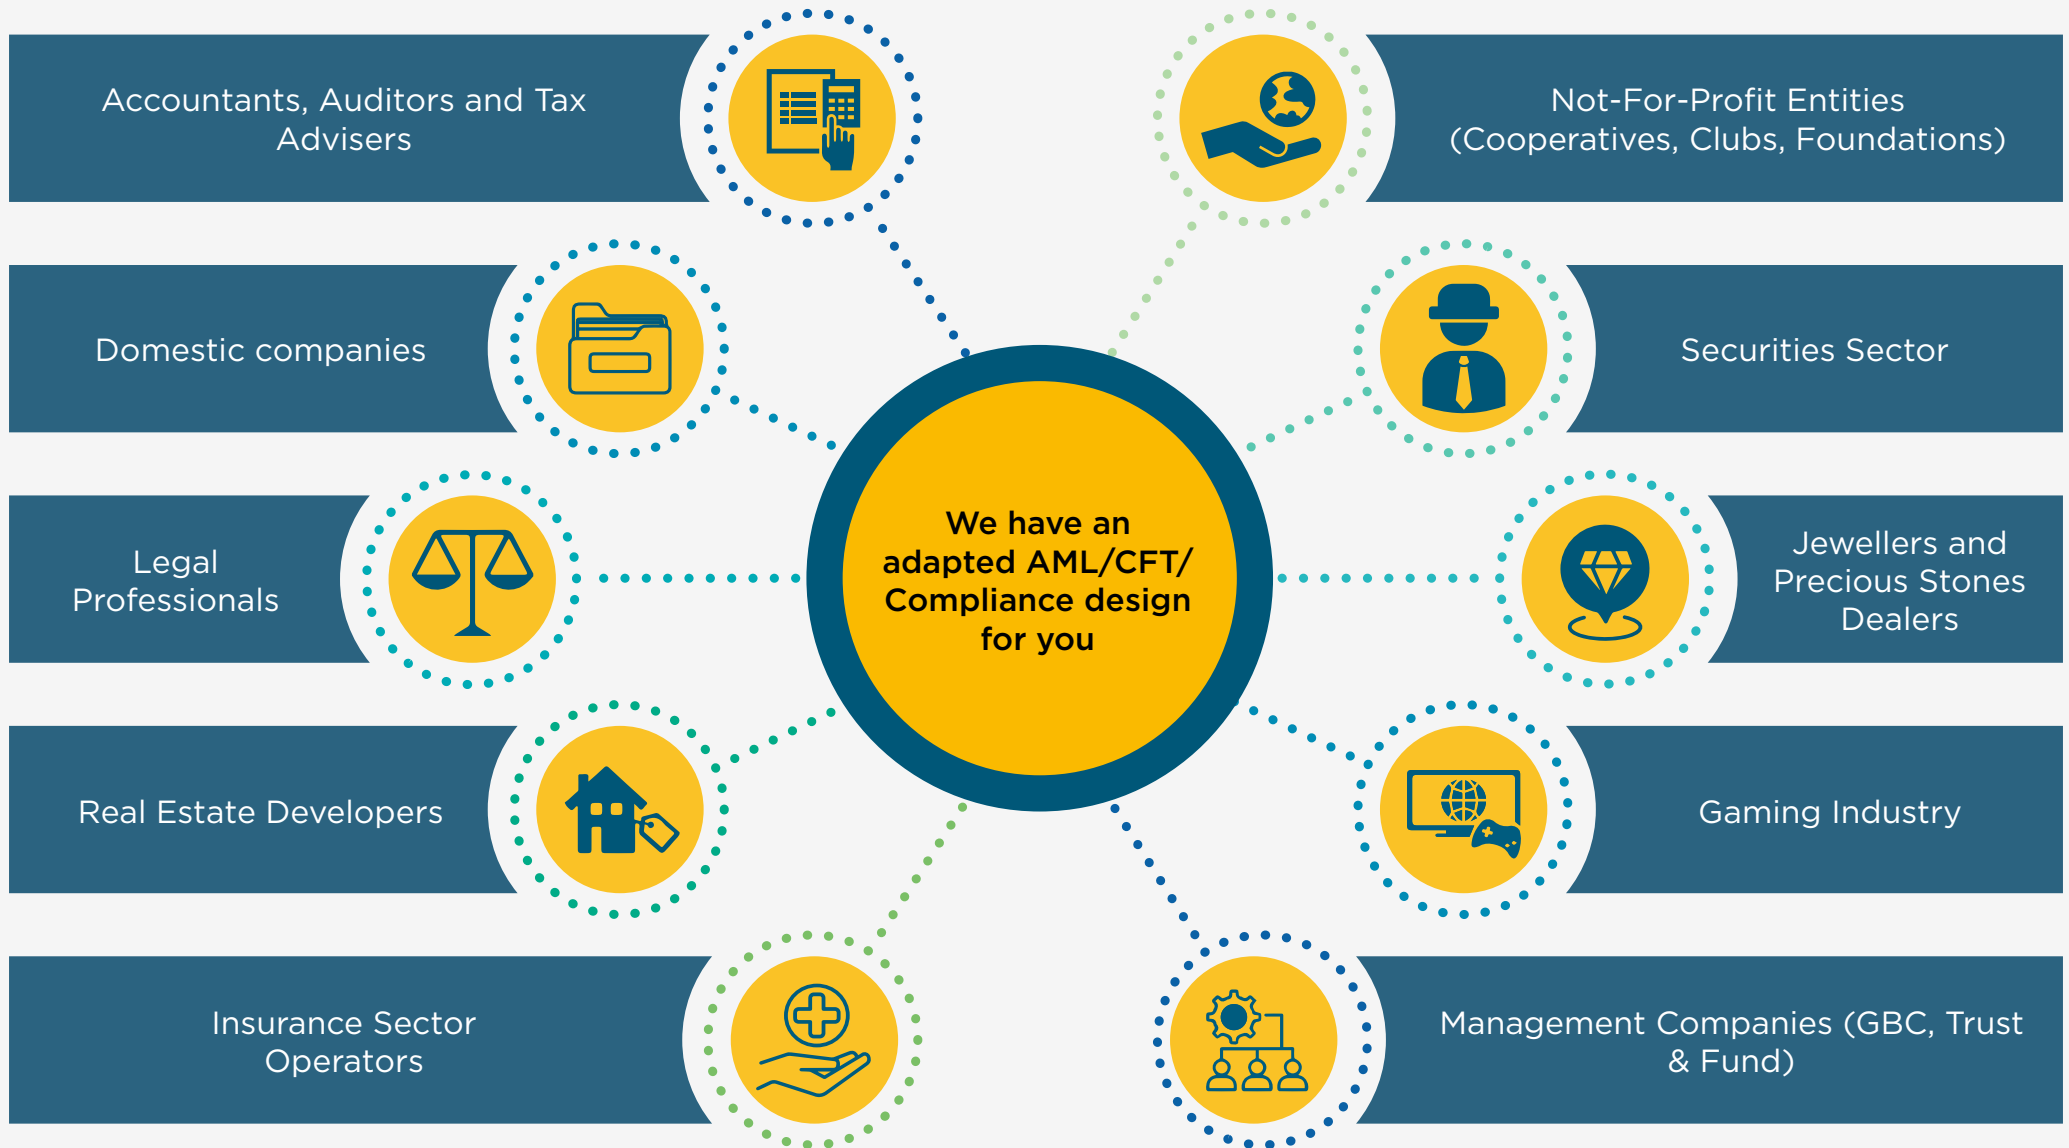 Accountants, Auditors and Tax
Advisers
Not-For-Profit Entities
(Cooperatives, Clubs, Foundations)
Domestic companies
Securities Sector
Legal
Professionals
We have an
adapted AML/CFT/
Compliance design
for you
Jewellers and
Precious Stones
Dealers
Real Estate Developers
Gaming Industry
Insurance Sector
Operators
Management Companies (GBC, Trust
& Fund)